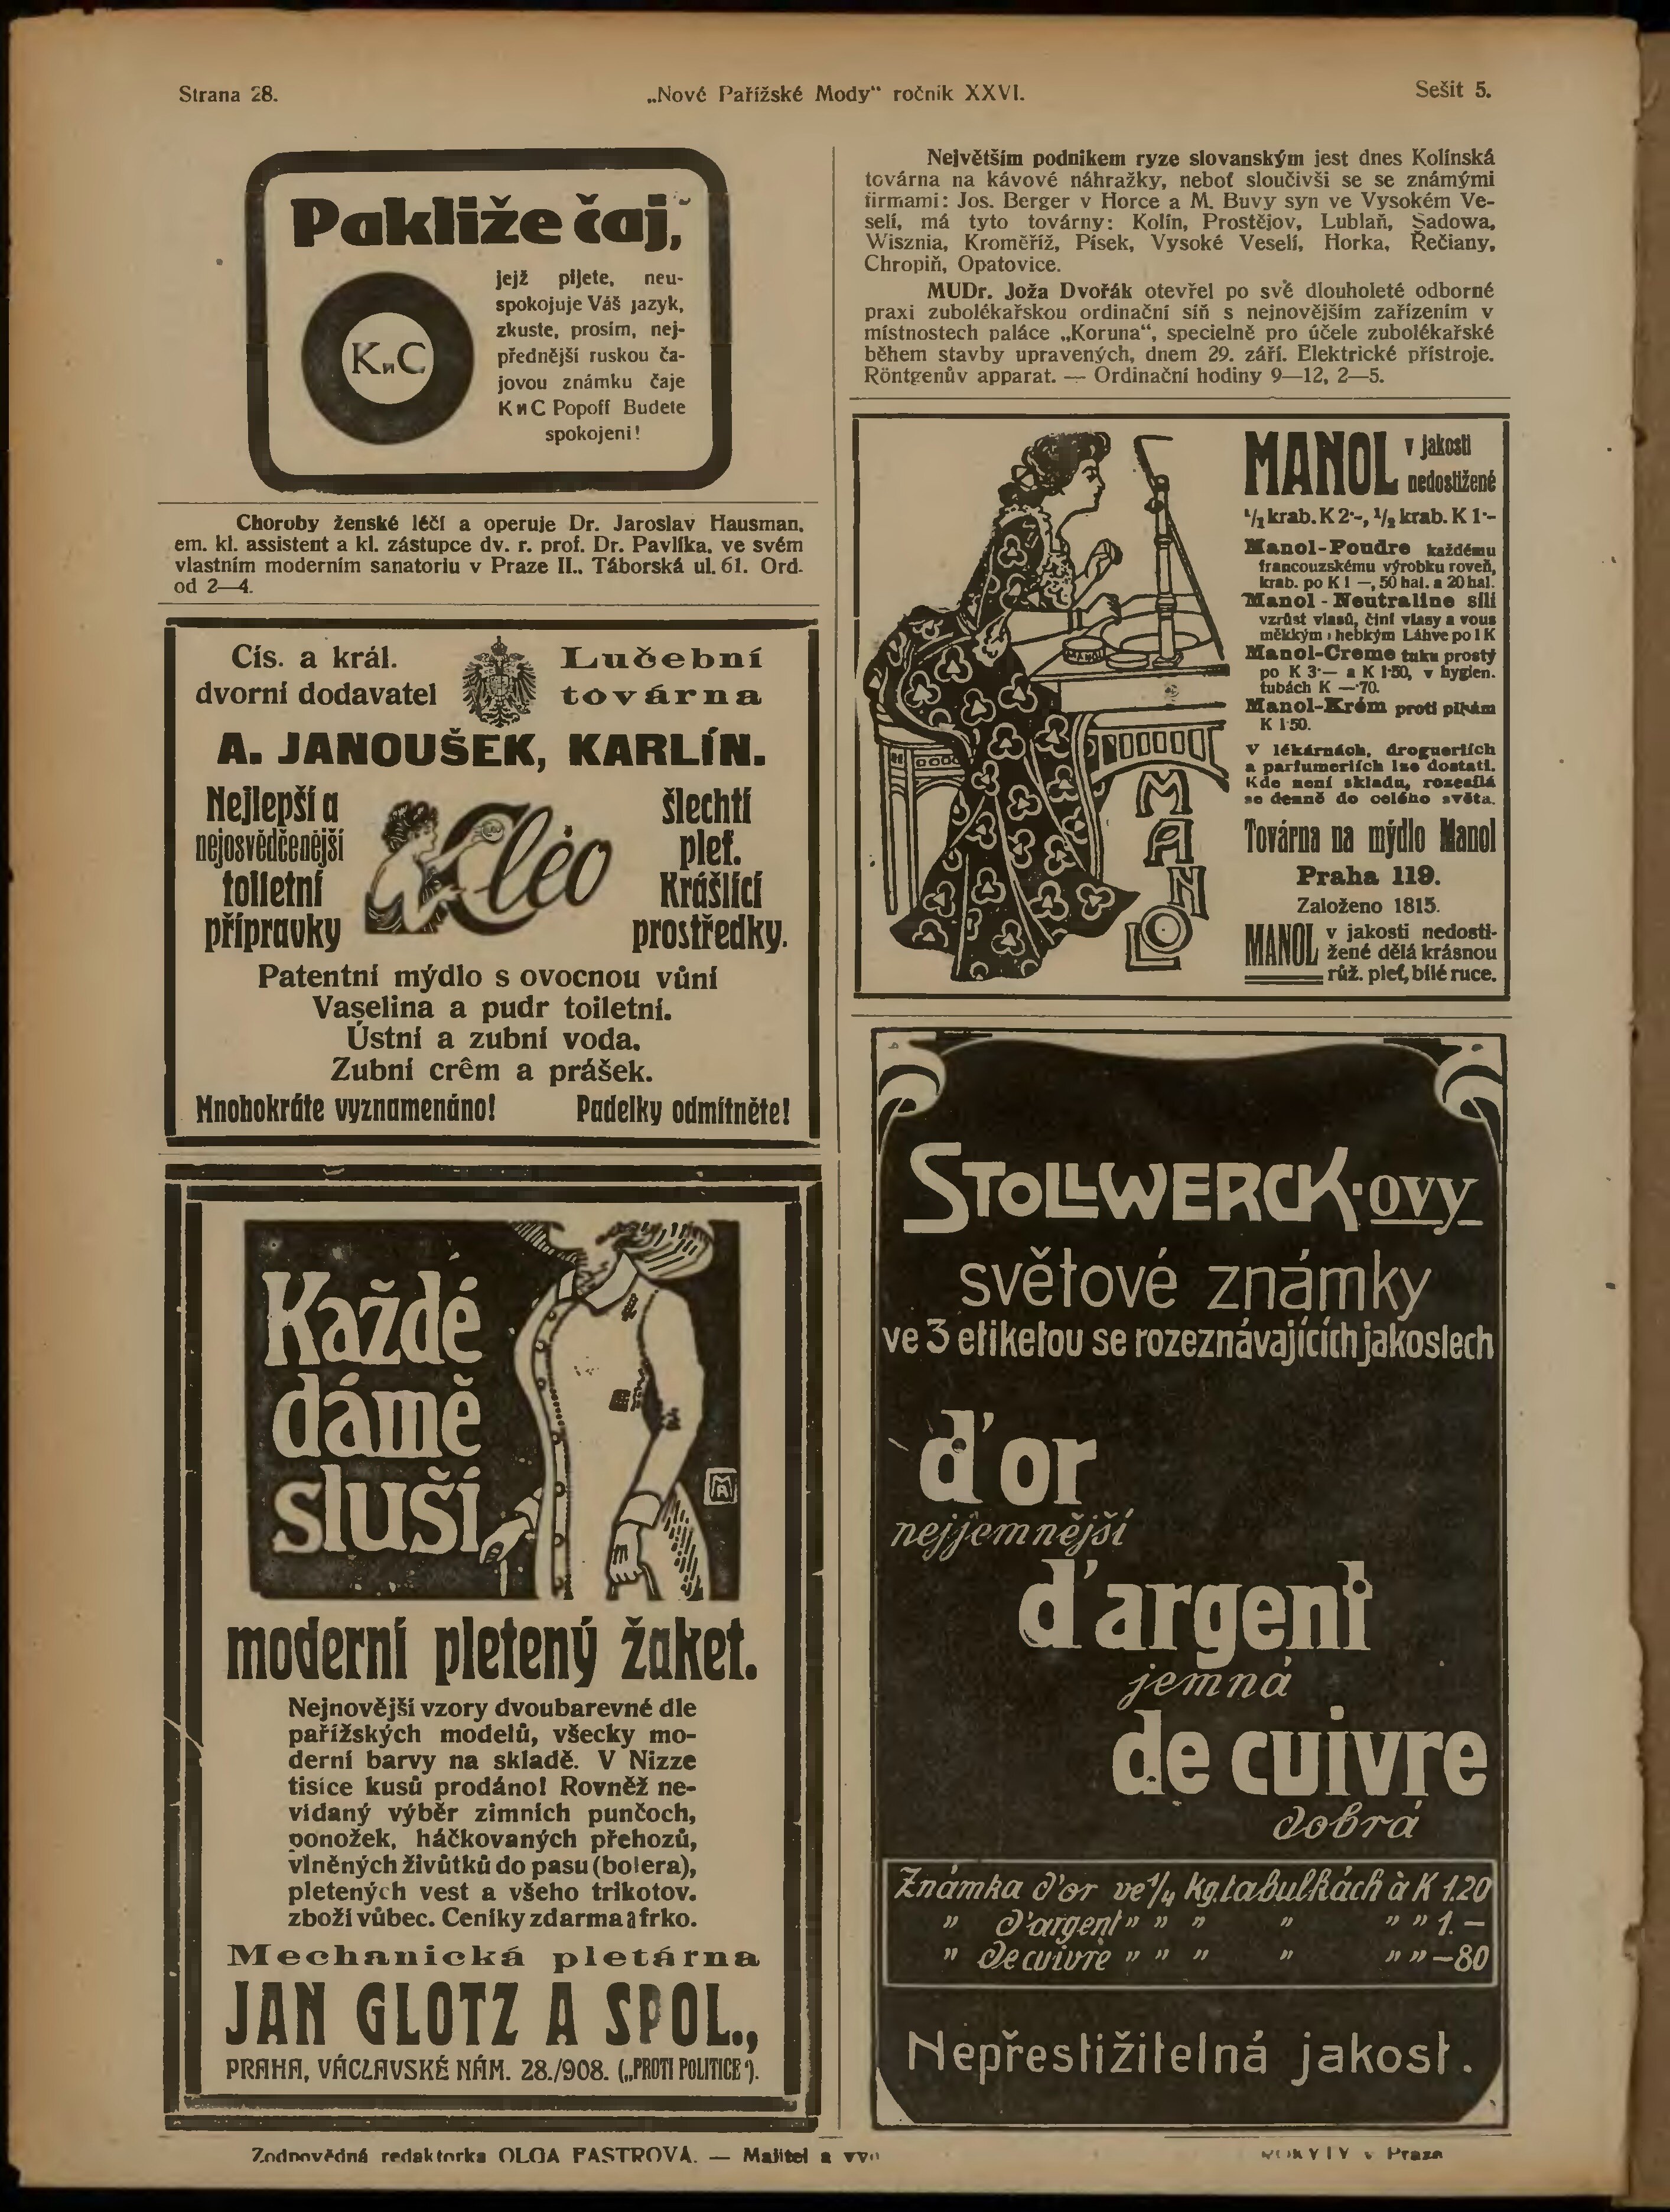 Strana 28.
„Nové Pařížské Mody“ ročník XXVI.
Sešit 5.
Pakliže čaj,
jejž pijete, neu-
spokojuje Váš jazyk,
zkuste, prosím, nej-
přednější ruskou ča-
jovou známku čaje
KиC Popoff Budete
spokojeni!
KиC
Choroby ženské léčí a operuje Dr. Jaroslav Hausman,
em. kl. assistent a kl. zástupce dv. r. prof. Dr. Pavlíka, ve svém
vlastním moderním sanatoriu v Praze II., Táborská ul. 61. Ord.
od 2—4.
Cís. a král.
dvorní dodavatel
Lučební
továrna
A. JANOUŠEK, KARLÍN.
Nejlepší a
nejosvědčenější
toiletní
přípravky
Cléo
šlechtí
pleť.
Krášlící
prostředky.
Patentní mýdlo s ovocnou vůní
Vaselina a pudr toiletní.
Ústní a zubní voda.
Zubní crêm a prášek.
Mnohokráte vyznamenáno!
Padelky odmítněte!
Každé
dámě
sluší
MA
moderní pletený žaket.
Nejnovější vzory dvoubarevné dle
pařížských modelů, všecky mo-
derní barvy na skladě. V Nizze
tisíce kusů prodáno! Rovněž ne-
vídaný výběr zimních punčoch,
ponožek, háčkovaných přehozů,
vlněných živůtků do pasu (bolera),
pletených vest a všeho trikotov.
zboží vůbec. Ceníky zdarma a frko.
Mechanická pletárna
JAN GLOTZ A SPOL.,
PRAHA, VÁCLAVSKÉ NÁM. 28./908. („PROTI POLITICE“).
Největším podnikem ryze slovanským jest dnes Kolínská
továrna na kávové náhražky, neboť sloučivši se se známými
firmami: Jos. Berger v Horce a M. Buvy syn ve Vysokém Ve-
selí, má tyto továrny: Kolín, Prostějov, Lublaň, Sadowa,
Wisznia, Kroměříž, Písek, Vysoké Veselí, Horka, Řečiany,
Chropiň, Opatovice.
MUDr. Joža Dvořák otevřel po své dlouholeté odborné
praxi zubolékařskou ordinační síň s nejnovějším zařízením v
místnostech paláce „Koruna“, specielně pro účele zubolékařské
během stavby upravených, dnem 29. září. Elektrické přístroje.
Röntgenův apparat. — Ordinační hodiny 9—12, 2—5.
MANOL
MANOL
MANOL v jakosti
nedostižené
¹/₁ krab. K 2·-, ¹/₂ krab. K 1·-
Manol-Poudre každému
francouzskému výrobku roveň,
krab. po K 1 —, 50 hal. a 20 hal.
Manol - Neutraline sílí
vzrůst vlasů, činí vlasy a vous
měkkým i hebkým Láhve po 1 K
Manol-Creme tuku prostý
po K 3·— a K 1·50, v hygien.
tubách K —·70.
Manol-Krém proti pihám
K 1·50.
V lékárnách, drogueriích
a parfumeriích lze dostati.
Kde není skladu, rozesílá
se denně do celého světa.
Továrna na mýdlo Manol
Praha 119.
Založeno 1815.
MANOL v jakosti nedosti-
žené dělá krásnou
růž. pleť, bílé ruce.
STOLLWERCK·ovy
světové známky
ve 3 etiketou se rozeznávajících jakostech
d'or
nejjemnější
d'argent
jemná
de cuivre
dobrá
Známka d'or ve ¹/₄ Kg. tabulkách à K 1.20
" d'argent " " " " " " 1.—
" de cuivre " " " " " " —80
Nepřestižitelná jakost.
Zodpovědná redaktorka OLGA FASTROVÁ. — Majitel a
v Praze